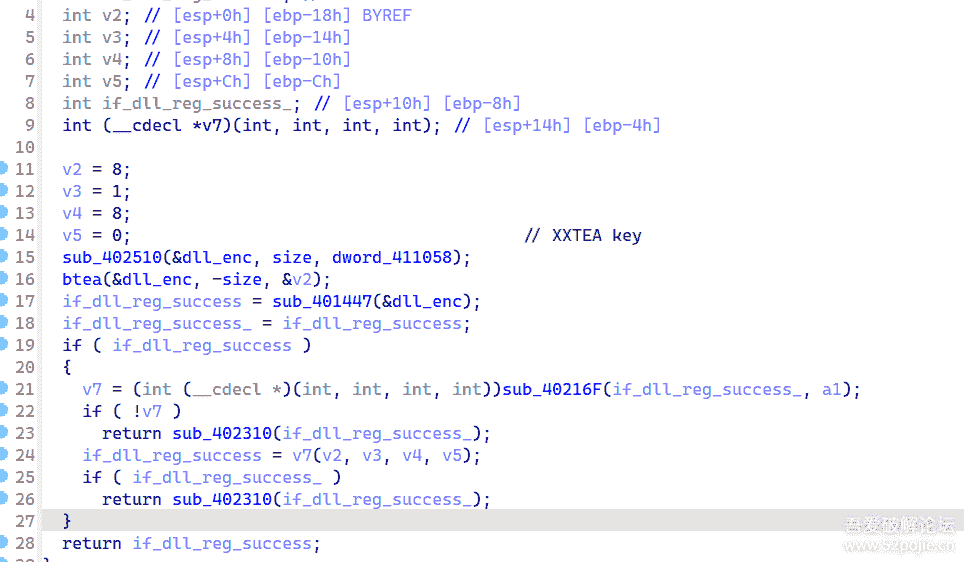 4 int v2; // [esp+0h] [ebp-18h] BYREF
5 int v3; // [esp+4h] [ebp-14h]
6 int v4; // [esp+8h] [ebp-10h]
7 int v5; // [esp+Ch] [ebp-Ch]
8 int if_dll_reg_success_; // [esp+10h] [ebp-8h]
9 int (__cdecl *v7)(int, int, int, int); // [esp+14h] [ebp-4h]
10
11 v2 = 8;
12 v3 = 1;
13 v4 = 8;
14 v5 = 0; // XXTEA key
15 sub_402510(&dll_enc, size, dword_411058);
16 btea(&dll_enc, -size, &v2);
17 if_dll_reg_success = sub_401447(&dll_enc);
18 if_dll_reg_success_ = if_dll_reg_success;
19 if ( if_dll_reg_success )
20 {
21 v7 = (int (__cdecl *)(int, int, int, int))sub_40216F(if_dll_reg_success_, a1);
22 if ( !v7 )
23 return sub_402310(if_dll_reg_success_);
24 if_dll_reg_success = v7(v2, v3, v4, v5);
25 if ( if_dll_reg_success_ )
26 return sub_402310(if_dll_reg_success_);
27 }
28 return if_dll_reg_success;
吾爱破解论坛
www.52pojie.cn